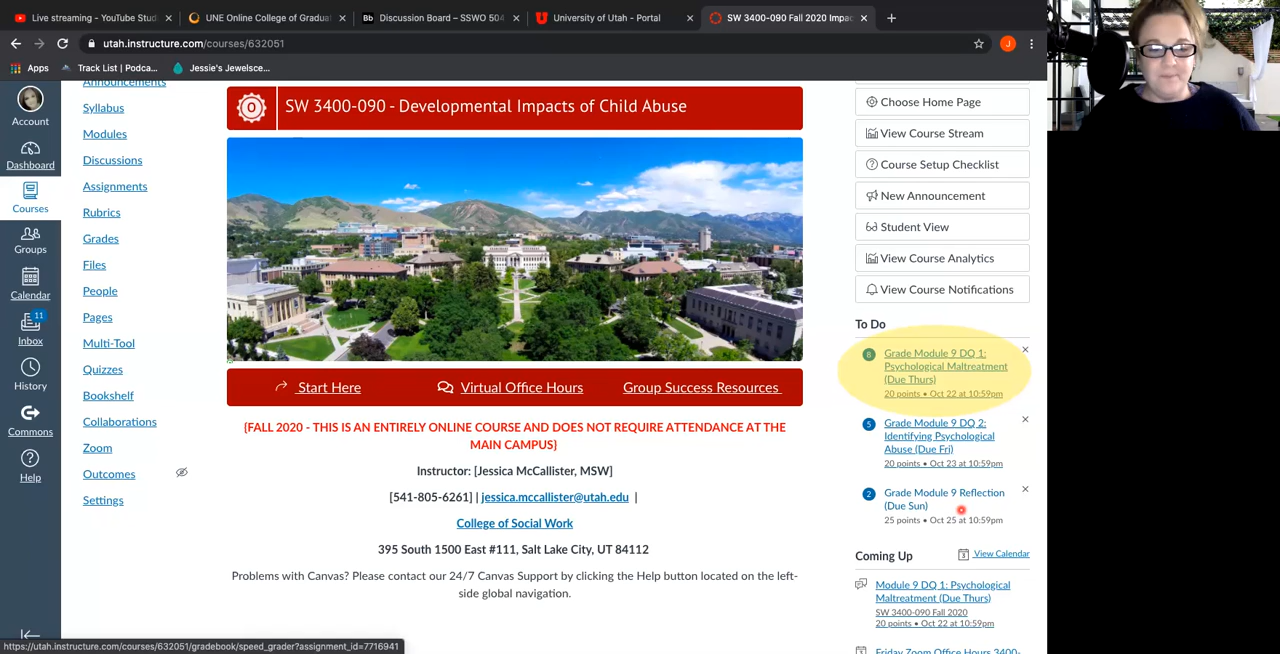 Live streaming - YouTube Stud
UNE Online College of Gradua
Discussion Board – SSWO 504
University of Utah - Portal
SW 3400-090 Fall 2020 Impac
utah.instructure.com/courses/632051
Apps
Track List | Podca...
Jessie's Jewelsce...
J
Account
Dashboard
Courses
Groups
Calendar
11
Inbox
History
Commons
Help
Announcements
Syllabus
Modules
Discussions
Assignments
Rubrics
Grades
Files
People
Pages
Multi-Tool
Quizzes
Bookshelf
Collaborations
Zoom
Outcomes
Settings
SW 3400-090 - Developmental Impacts of Child Abuse
Start Here
Virtual Office Hours
Group Success Resources
{FALL 2020 - THIS IS AN ENTIRELY ONLINE COURSE AND DOES NOT REQUIRE ATTENDANCE AT THE
MAIN CAMPUS}
Instructor: [Jessica McCallister, MSW]
[541-805-6261] | jessica.mccallister@utah.edu |
College of Social Work
395 South 1500 East #111, Salt Lake City, UT 84112
Problems with Canvas? Please contact our 24/7 Canvas Support by clicking the Help button located on the left-
side global navigation.
Choose Home Page
View Course Stream
Course Setup Checklist
New Announcement
Student View
View Course Analytics
View Course Notifications
To Do
8
Grade Module 9 DQ 1:
Psychological Maltreatment
(Due Thurs)
20 points • Oct 22 at 10:59pm
5
Grade Module 9 DQ 2:
Identifying Psychological
Abuse (Due Fri)
20 points • Oct 23 at 10:59pm
2
Grade Module 9 Reflection
(Due Sun)
25 points • Oct 25 at 10:59pm
Coming Up
3
View Calendar
Module 9 DQ 1: Psychological
Maltreatment (Due Thurs)
SW 3400-090 Fall 2020
20 points • Oct 22 at 10:59pm
Friday Zoom Office Hours 3400-
https://utah.instructure.com/courses/632051/gradebook/speed_grader?assignment_id=7716941